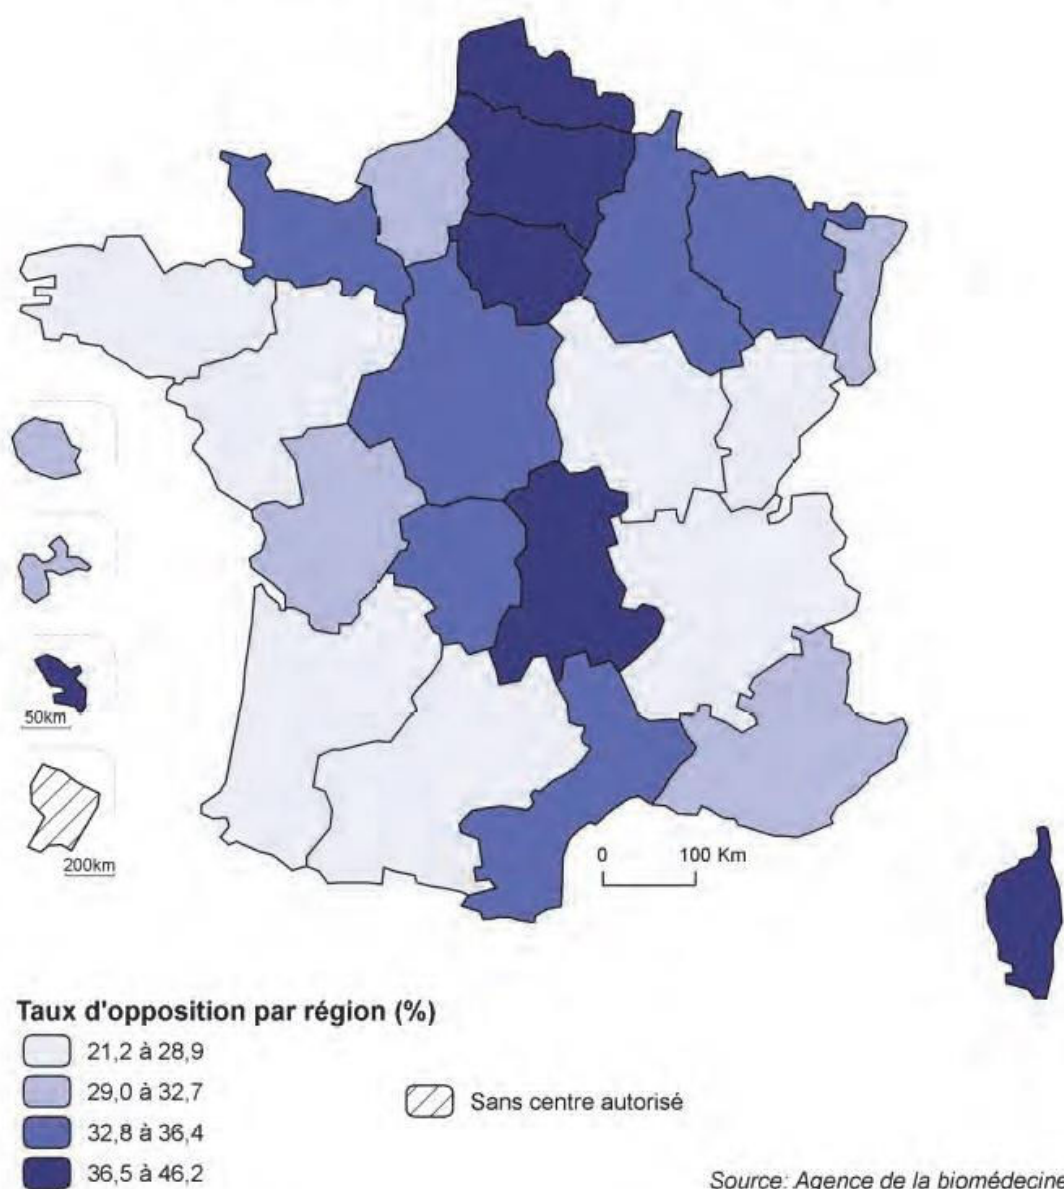 50km
200km
0 100 Km
Taux d'opposition par région (%)
21,2 à 28,9
29,0 à 32,7
Sans centre autorisé
32,8 à 36,4
36,5 à 46,2
Source: Agence de la biomédecine